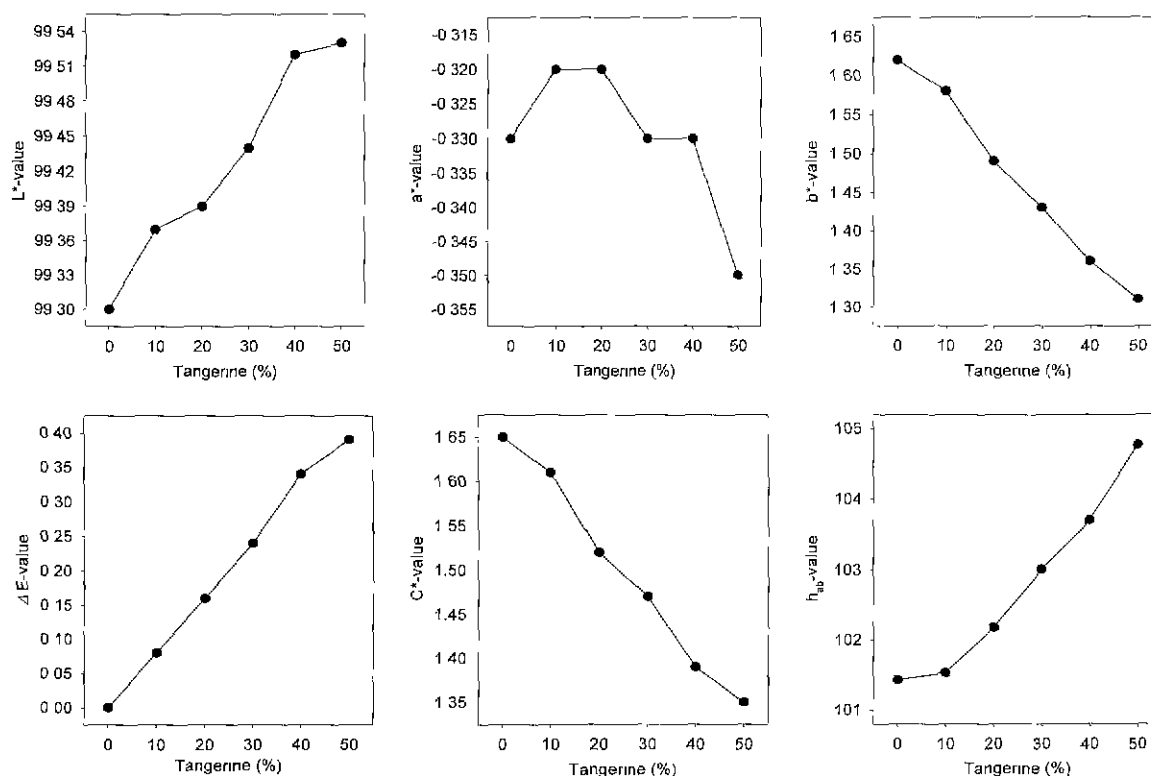 99 54
99 51
99 48
99 45
99 42
99 39
99 36
99 33
99 30
L*-value
0 10 20 30 40 50
Tangerine (%)
-0 315
-0 320
-0 325
-0 330
-0 335
-0 340
-0 345
-0 350
-0 355
a*-value
0 10 20 30 40 50
Tangerine (%)
1 65
1 60
1 55
1 50
1 45
1 40
1 35
1 30
b*-value
0 10 20 30 40 50
Tangerine (%)
0 40
0 35
0 30
0 25
0 20
0 15
0 10
0 05
0 00
ΔE-value
0 10 20 30 40 50
Tangerine (%)
1 65
1 60
1 55
1 50
1 45
1 40
1 35
C*-value
0 10 20 30 40 50
Tangerine (%)
105
104
103
102
101
h_ab-value
0 10 20 30 40 50
Tangerine (%)